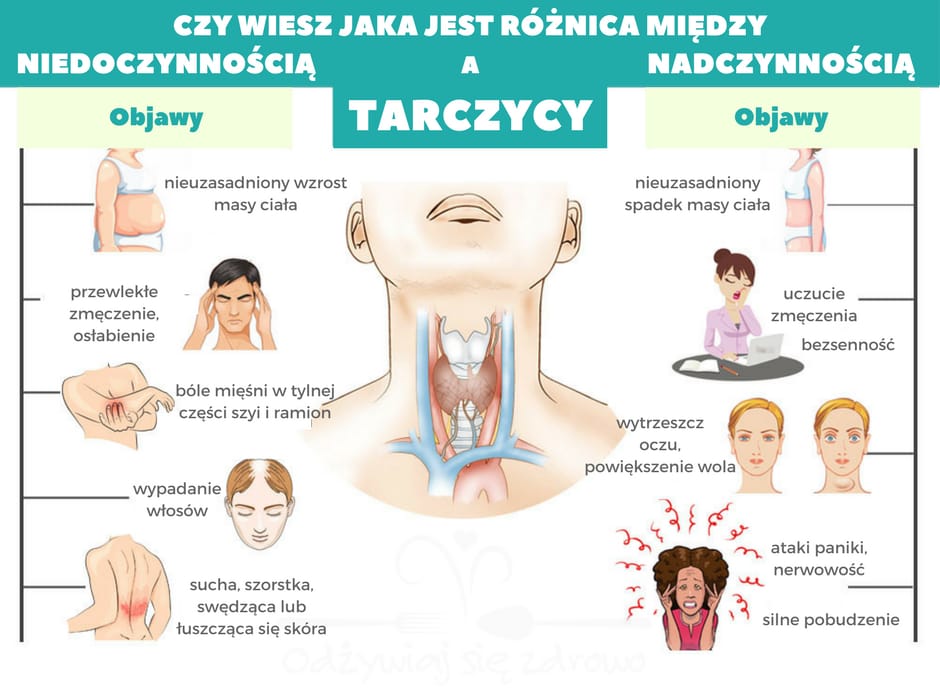 CZY WIESZ JAKA JEST RÓŻNICA MIĘDZY
NIEDOCZYNNOŚCIĄ A NADCZYNNOŚCIĄ
TARCZYCY
Objawy
nieuzasadniony wzrost
masy ciała
przewlekłe
zmęczenie,
osłabienie
bóle mięśni w tylnej
części szyi i ramion
wypadanie
włosów
sucha, szorstka,
swędząca lub
łuszcząca się skóra
Objawy
nieuzasadniony
spadek masy ciała
uczucie
zmęczenia
bezsenność
wytrzeszcz
oczu,
powiększenie wola
ataki paniki,
nerwowość
silne pobudzenie
Odżywiaj się zdrowo